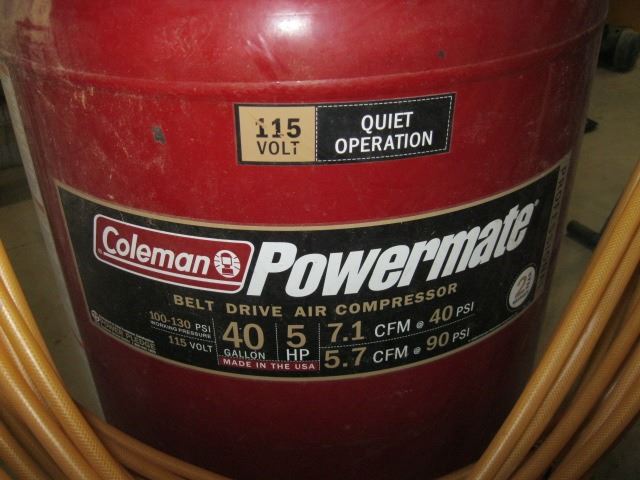 115
VOLT
QUIET
OPERATION
Coleman
Powermate
BELT DRIVE AIR COMPRESSOR
100-130 PSI
WORKING PRESSURE
115 VOLT
40
GALLON
5
HP
MADE IN THE USA
7.1 CFM @ 40 PSI
5.7 CFM @ 90 PSI